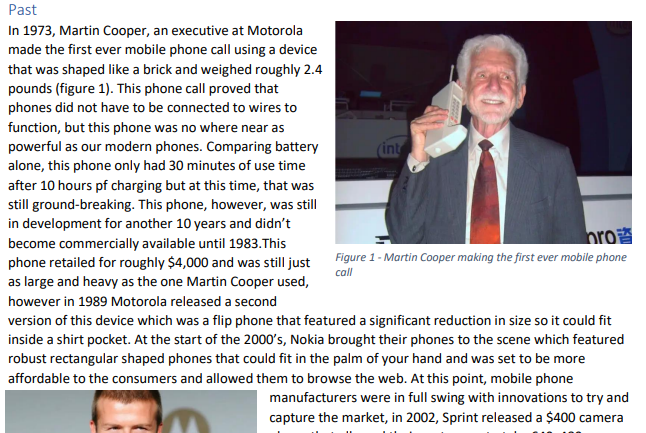 Past
In 1973, Martin Cooper, an executive at Motorola
made the first ever mobile phone call using a device
that was shaped like a brick and weighed roughly 2.4
pounds (figure 1). This phone call proved that
phones did not have to be connected to wires to
function, but this phone was no where near as
powerful as our modern phones. Comparing battery
alone, this phone only had 30 minutes of use time
after 10 hours pf charging but at this time, that was
still ground-breaking. This phone, however, was still
in development for another 10 years and didn't
become commercially available until 1983.This
phone retailed for roughly $4,000 and was still just
as large and heavy as the one Martin Cooper used,
however in 1989 Motorola released a second
intel
Figure 1 - Martin Cooper making the first ever mobile phone
call
version of this device which was a flip phone that featured a significant reduction in size so it could fit
inside a shirt pocket. At the start of the 2000's, Nokia brought their phones to the scene which featured
robust rectangular shaped phones that could fit in the palm of your hand and was set to be more
affordable to the consumers and allowed them to browse the web. At this point, mobile phone
manufacturers were in full swing with innovations to try and
capture the market, in 2002, Sprint released a $400 camera